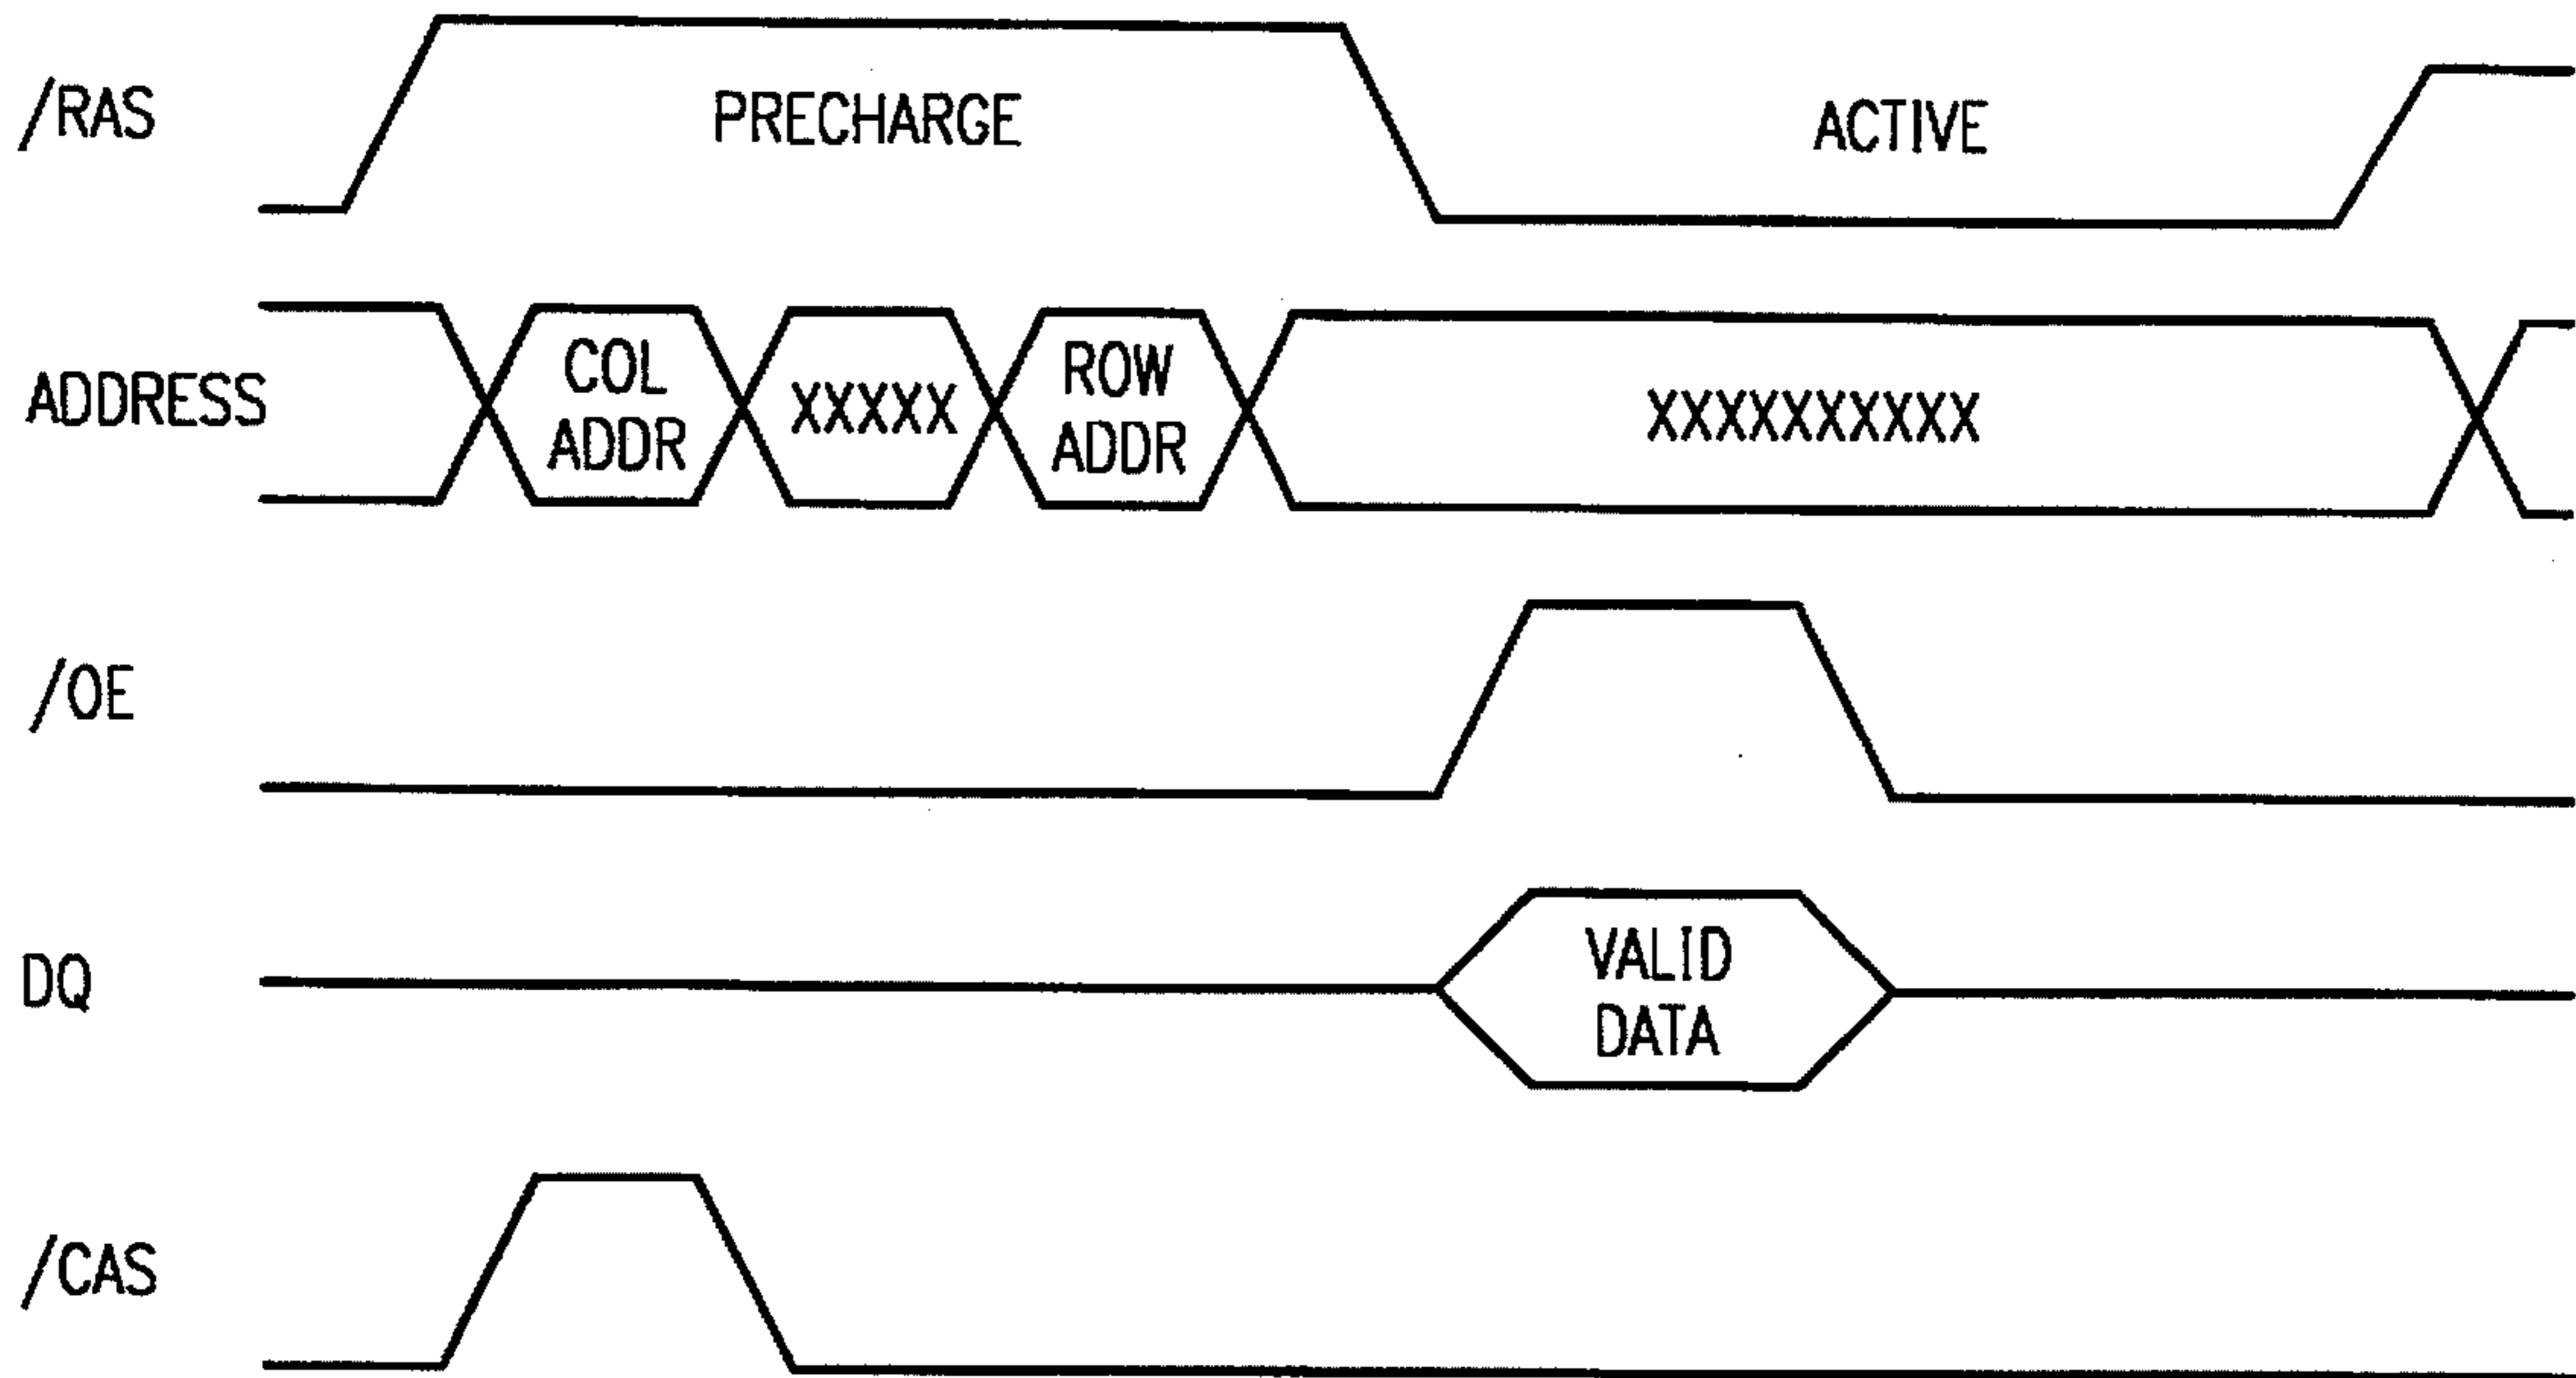 /RAS
PRECHARGE
ACTIVE
ADDRESS
COL
ADDR
XXXXX
ROW
ADDR
XXXXXXXXXX
/OE
DQ
VALID
DATA
/CAS